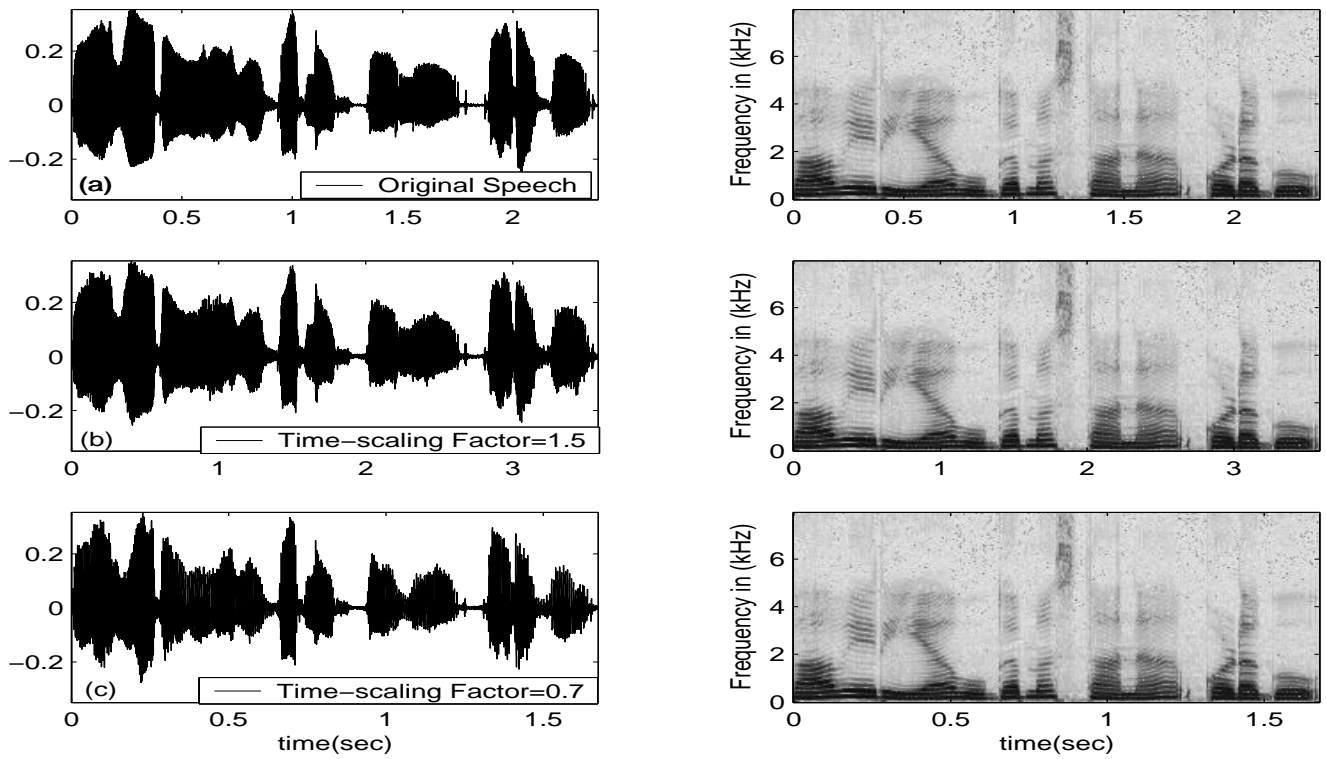 0.2
0
−0.2
(a)
Original Speech
0 0.5 1 1.5 2
Frequency in (kHz)
6
4
2
0
0 0.5 1 1.5 2
0.2
0
−0.2
(b)
Time−scaling Factor=1.5
0 1 2 3
Frequency in (kHz)
6
4
2
0
0 1 2 3
0.2
0
−0.2
(c)
Time−scaling Factor=0.7
0 0.5 1 1.5
time(sec)
Frequency in (kHz)
6
4
2
0
0 0.5 1 1.5
time(sec)